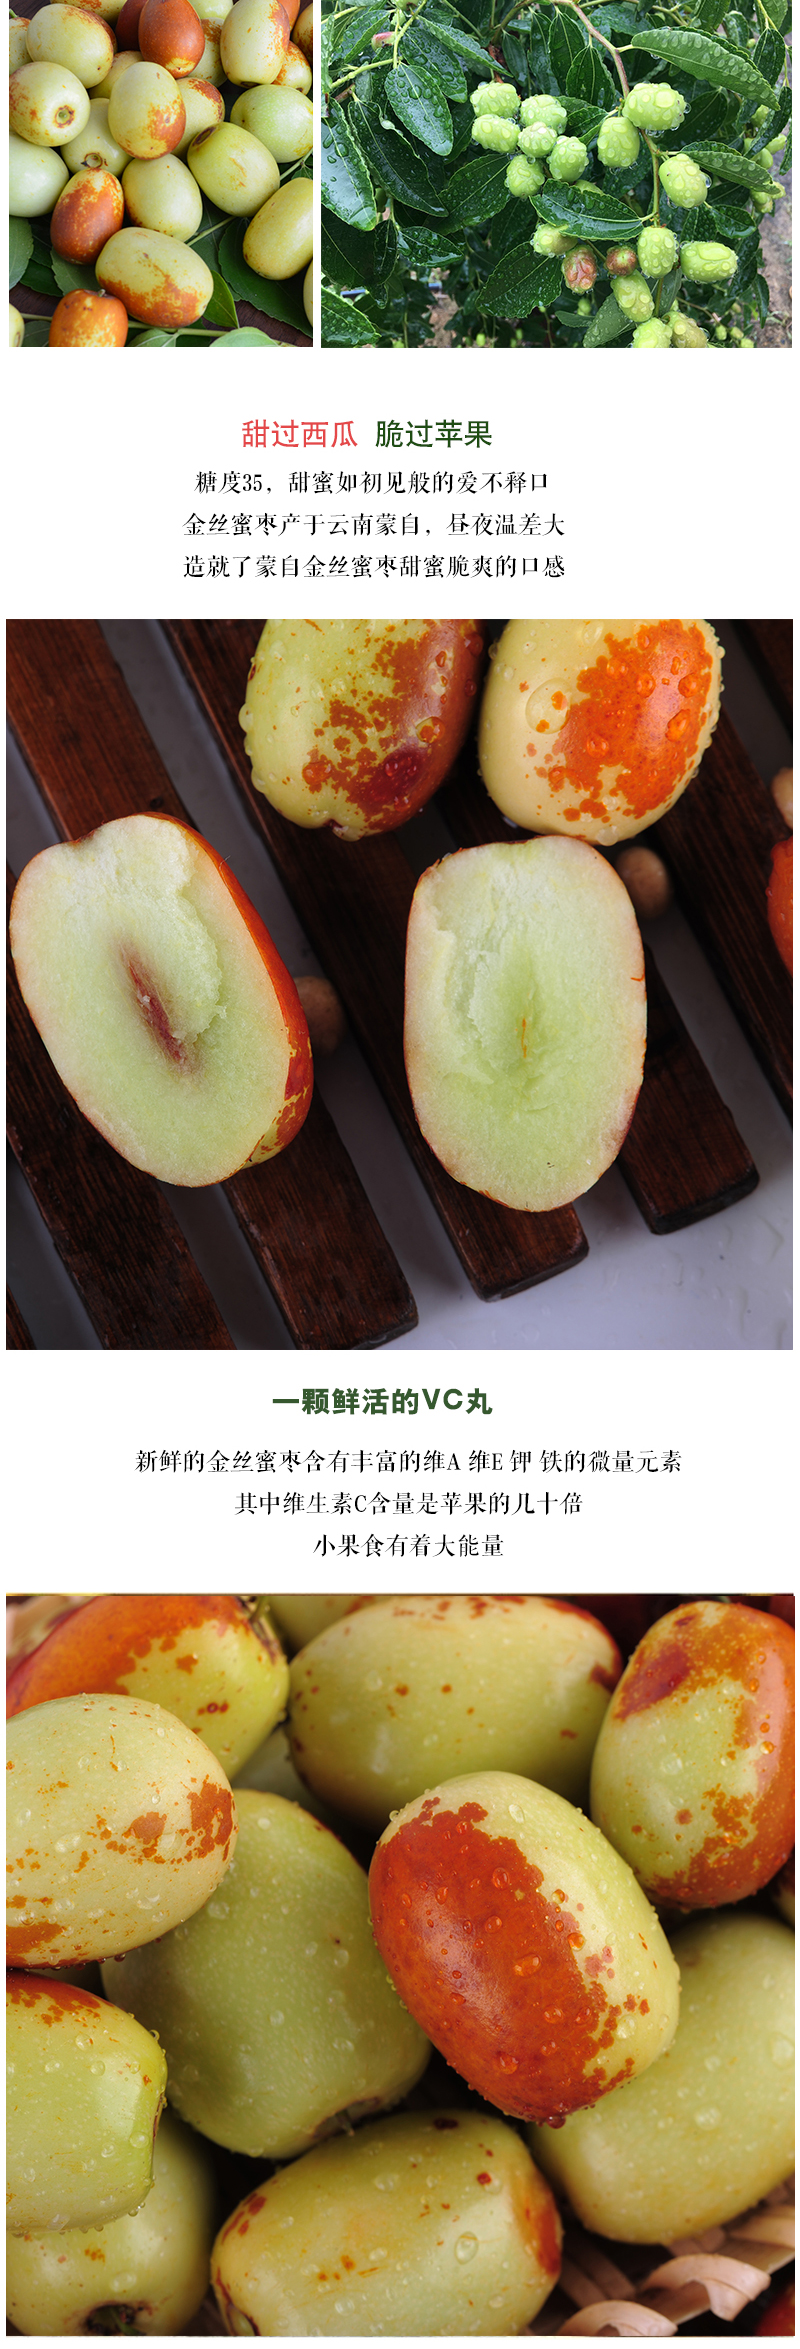 甜过西瓜 脆过苹果
糖度35，甜蜜如初见般的爱不释口
金丝蜜枣产于云南蒙自，昼夜温差大
造就了蒙自金丝蜜枣甜蜜脆爽的口感
一颗鲜活的VC丸
新鲜的金丝蜜枣含有丰富的维A 维E 钾 铁的微量元素
其中维生素C含量是苹果的几十倍
小果食有着大能量